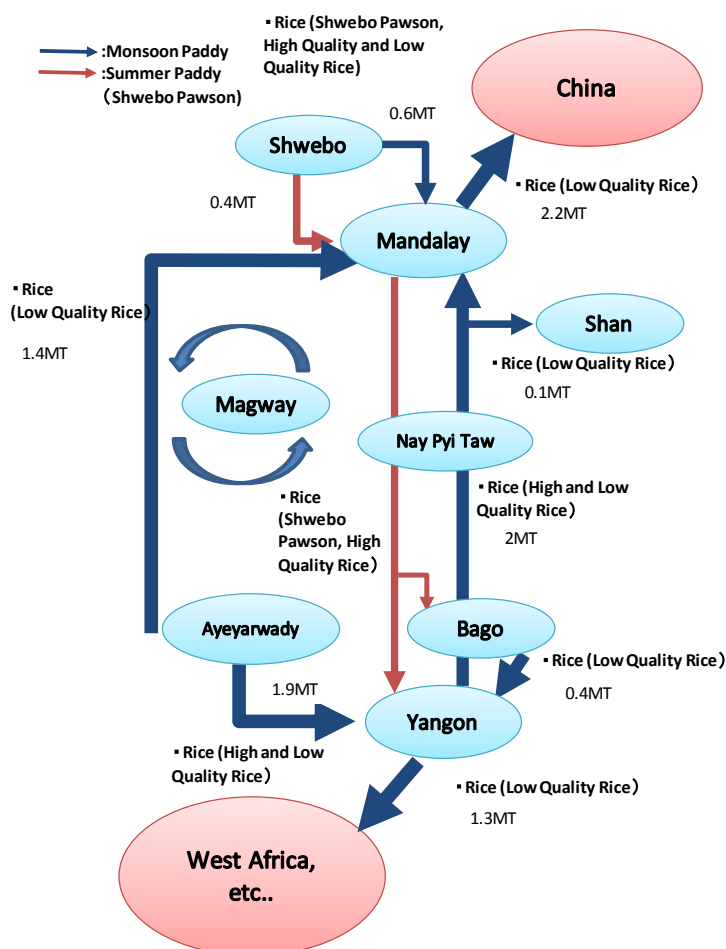 ▪ Rice (Shwebo Pawson,
High Quality and Low
Quality Rice)
:Monsoon Paddy
:Summer Paddy
(Shwebo Pawson)
China
0.6MT
Shwebo
▪ Rice (Low Quality Rice)
2.2MT
0.4MT
Mandalay
▪ Rice
(Low Quality Rice)
1.4MT
Shan
▪ Rice (Low Quality Rice)
0.1MT
Magway
Nay Pyi Taw
▪ Rice
(Shwebo
Pawson, High
Quality Rice)
▪ Rice (High and Low
Quality Rice)
2MT
Ayeyarwady
Bago
▪ Rice (Low Quality Rice)
0.4MT
1.9MT
Yangon
▪ Rice (High and Low
Quality Rice)
▪ Rice (Low Quality Rice)
1.3MT
West Africa,
etc..